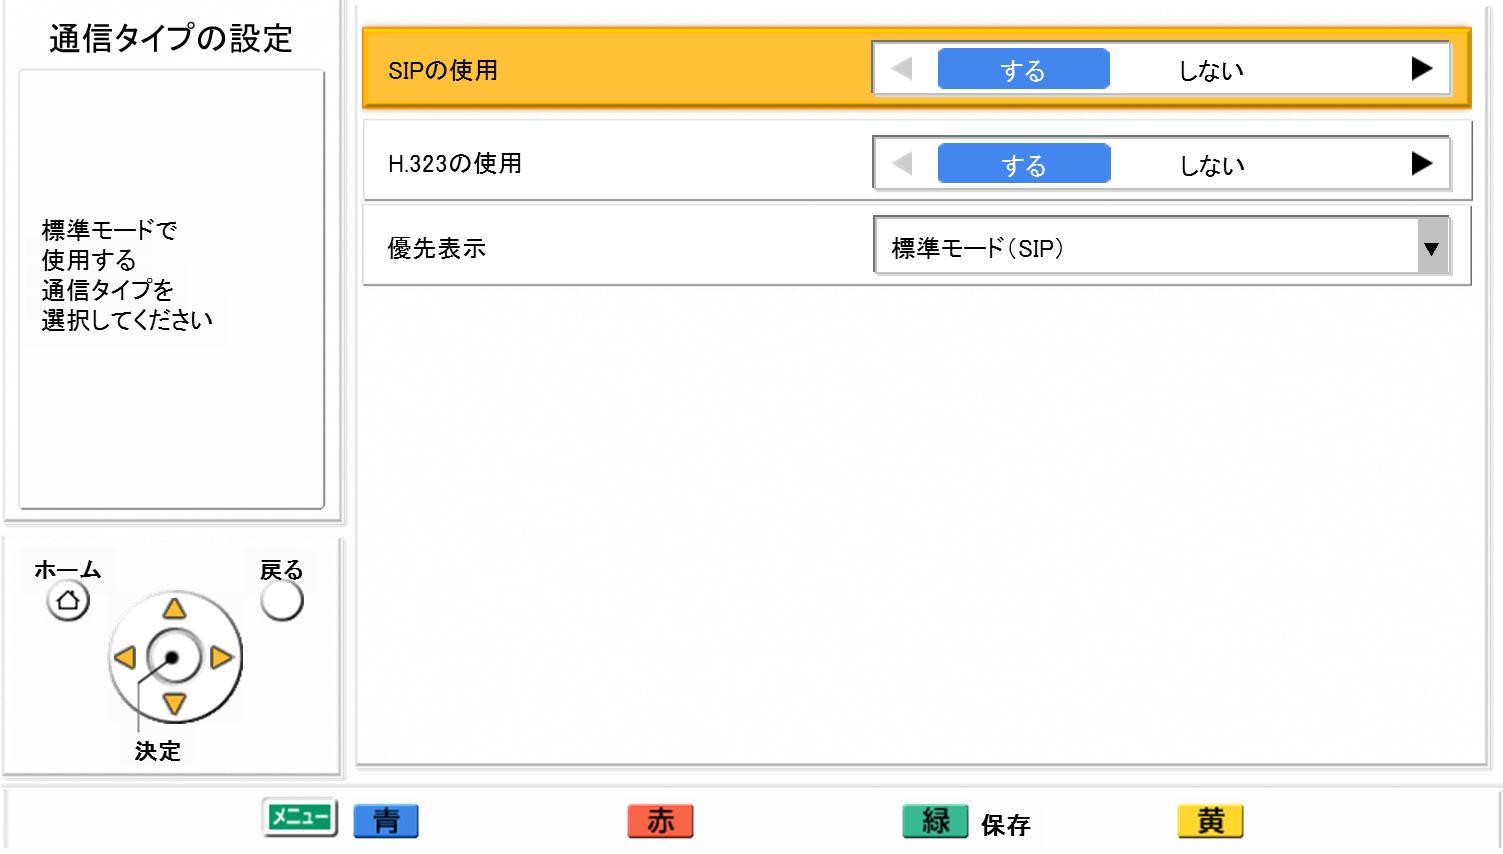 通信タイプの設定
標準モードで
使用する
通信タイプを
選択してください
SIPの使用
する
しない
H.323の使用
する
しない
優先表示
標準モード（SIP）
ホーム
戻る
決定
メニュー
青
赤
緑
保存
黄